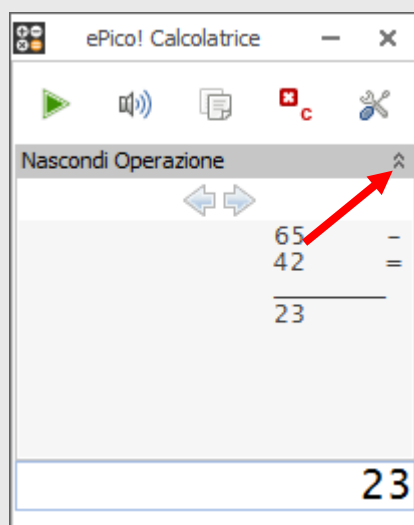 ePico! Calcolatrice
c
Nascondi Operazione
65 -
42 =
23
23